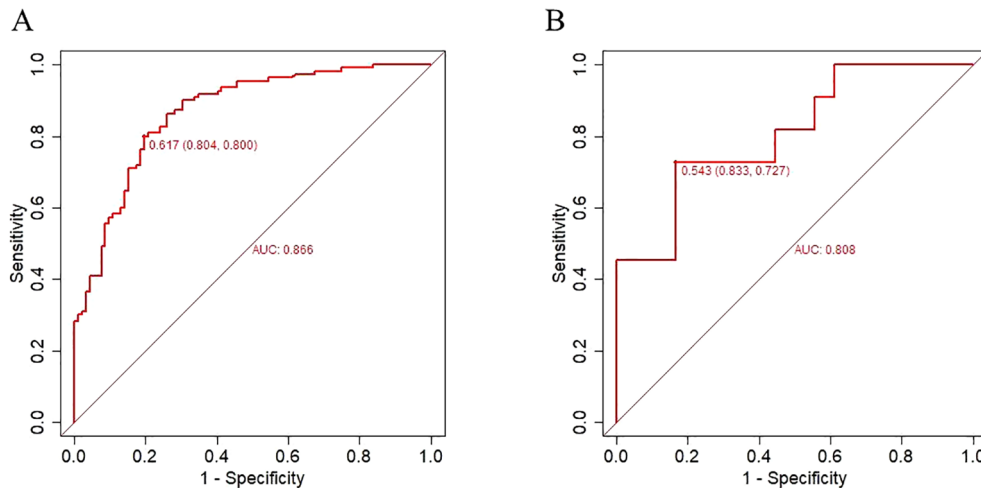 A
B
Sensitivity
1.0
0.8
0.6
0.4
0.2
0.0
0.617 (0.804, 0.800)
AUC: 0.866
0.0 0.2 0.4 0.6 0.8 1.0
1 - Specificity
Sensitivity
1.0
0.8
0.6
0.4
0.2
0.0
0.543 (0.833, 0.727)
AUC: 0.808
0.0 0.2 0.4 0.6 0.8 1.0
1 - Specificity